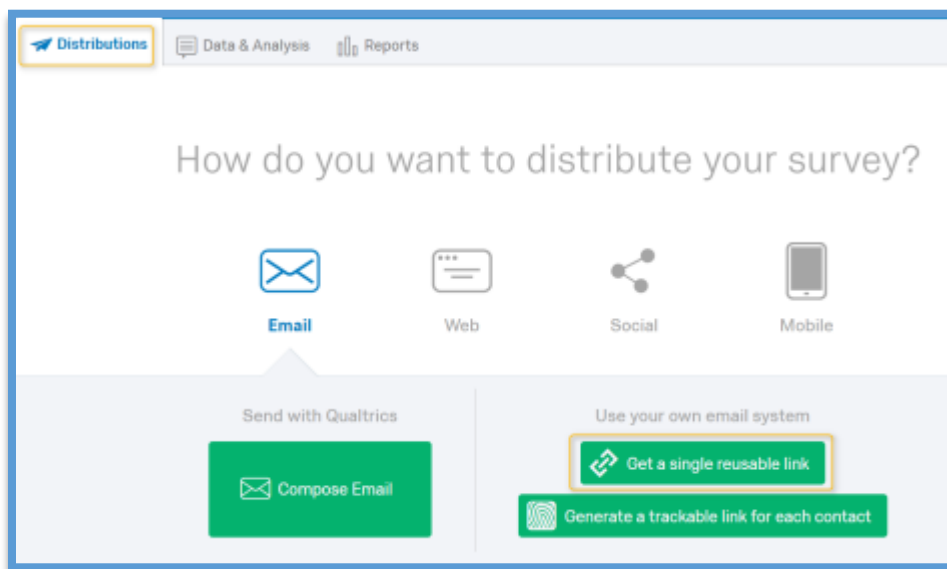 Distributions Data & Analysis Reports
How do you want to distribute your survey?
Email Web Social Mobile
Send with Qualtrics Use your own email system
Get a single reusable link
Compose Email
Generate a trackable link for each contact